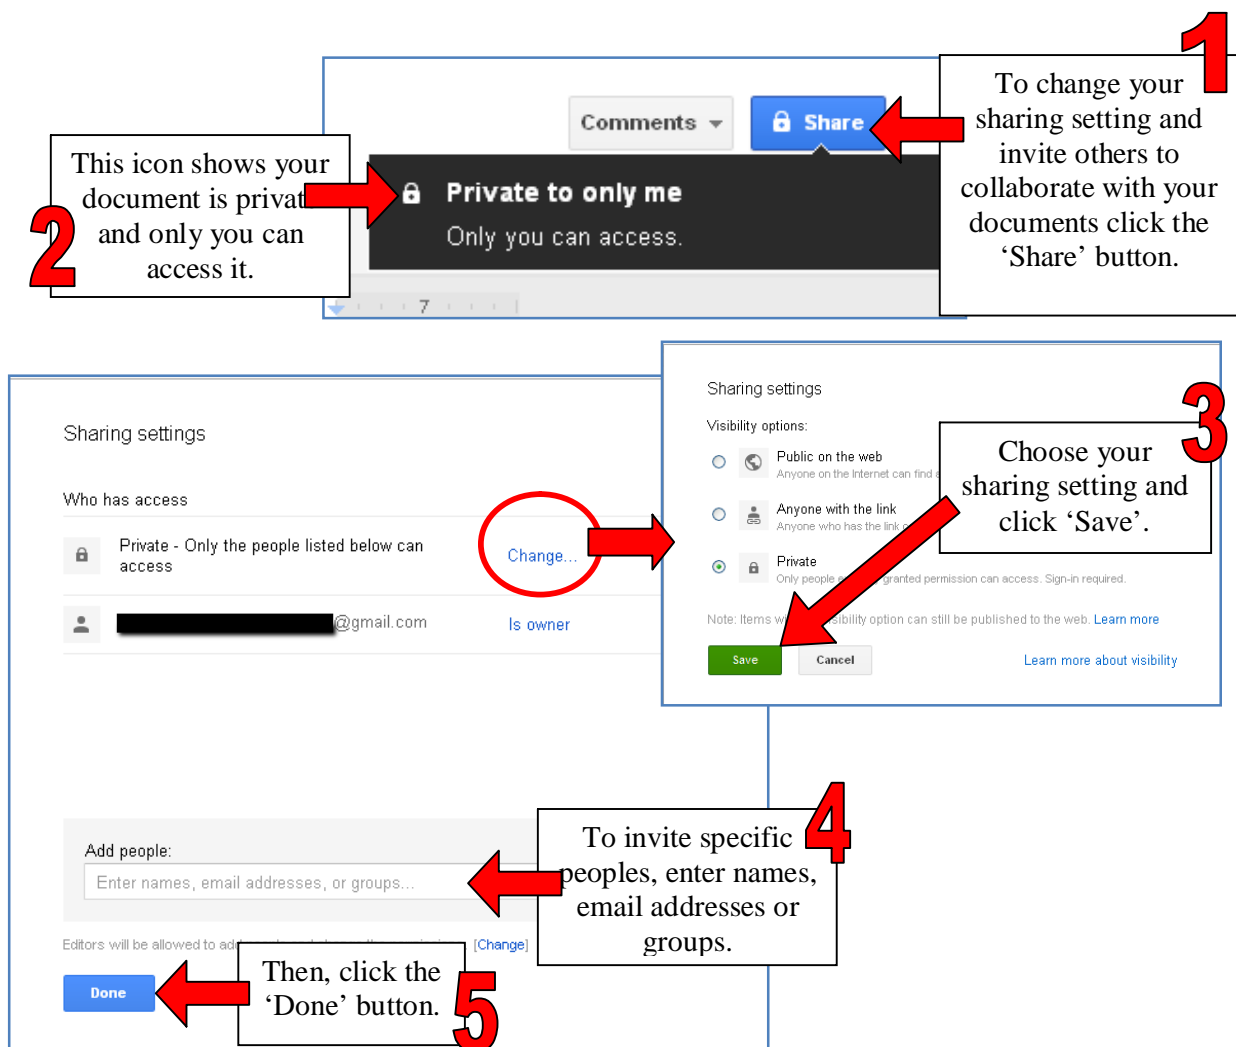 1
To change your
sharing setting and
invite others to
collaborate with your
documents click the
‘Share’ button.
Comments
Share
Private to only me
Only you can access.
7
2
This icon shows your
document is privat
and only you can
access it.
Sharing settings
Who has access
Private - Only the people listed below can
access
Change...
@gmail.com
Is owner
Sharing settings
Visibility options:
Public on the web
Anyone on the Internet can find
Anyone with the link
Anyone who has the link
Private
Only people granted permission can access. Sign-in required.
Note: Items option can still be published to the web. Learn more
Save
Cancel
Learn more about visibility
3
Choose your
sharing setting and
click ‘Save’.
Add people:
Enter names, email addresses, or groups...
4
To invite specific
peoples, enter names,
email addresses or
groups.
Editors will be allowed to [Change]
Done
Then, click the
‘Done’ button.
5